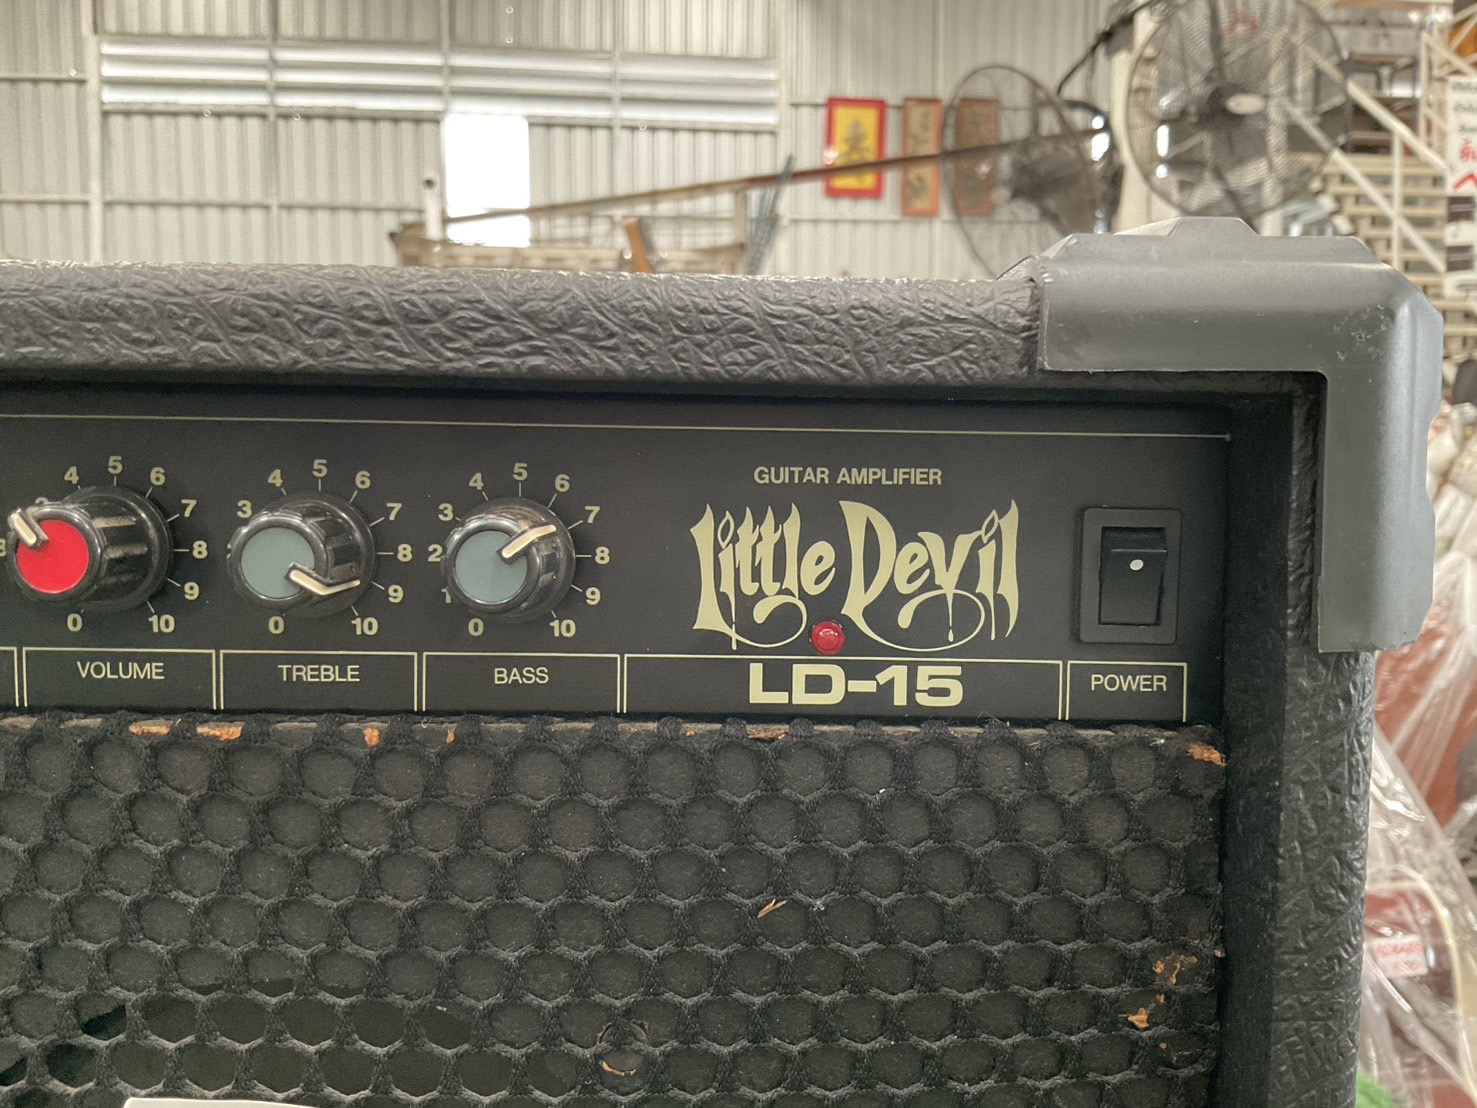 GUITAR AMPLIFIER
Little Devil
LD-15
4 5 6
7
8
9
0 10
VOLUME
3 4 5 6
7
8
9
0 10
TREBLE
2 3 4 5 6
7
8
9
1 0 10
BASS
POWER